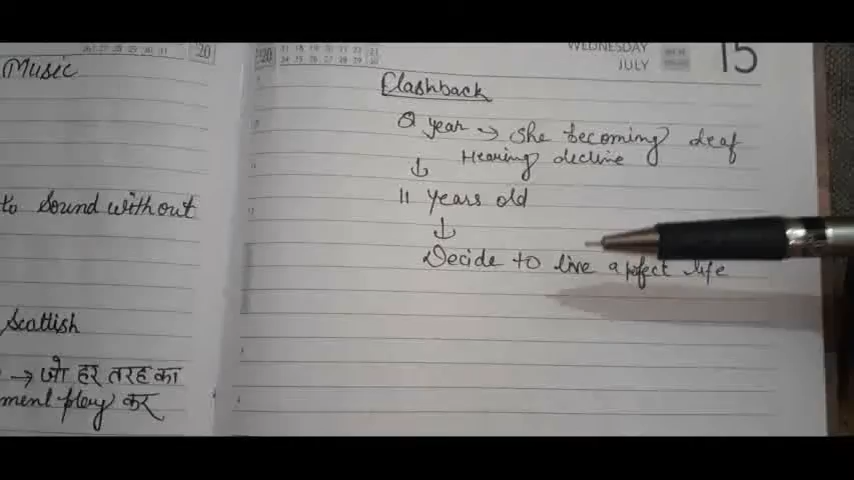 Music
to Sound without
Scottish
→ जो हर तरह का
ment play कर
WEDNESDAY
JULY
15
Flashback
8 year → She becoming deaf
↓ Hearing decline
11 years old
↓
Decide to live a pofect life